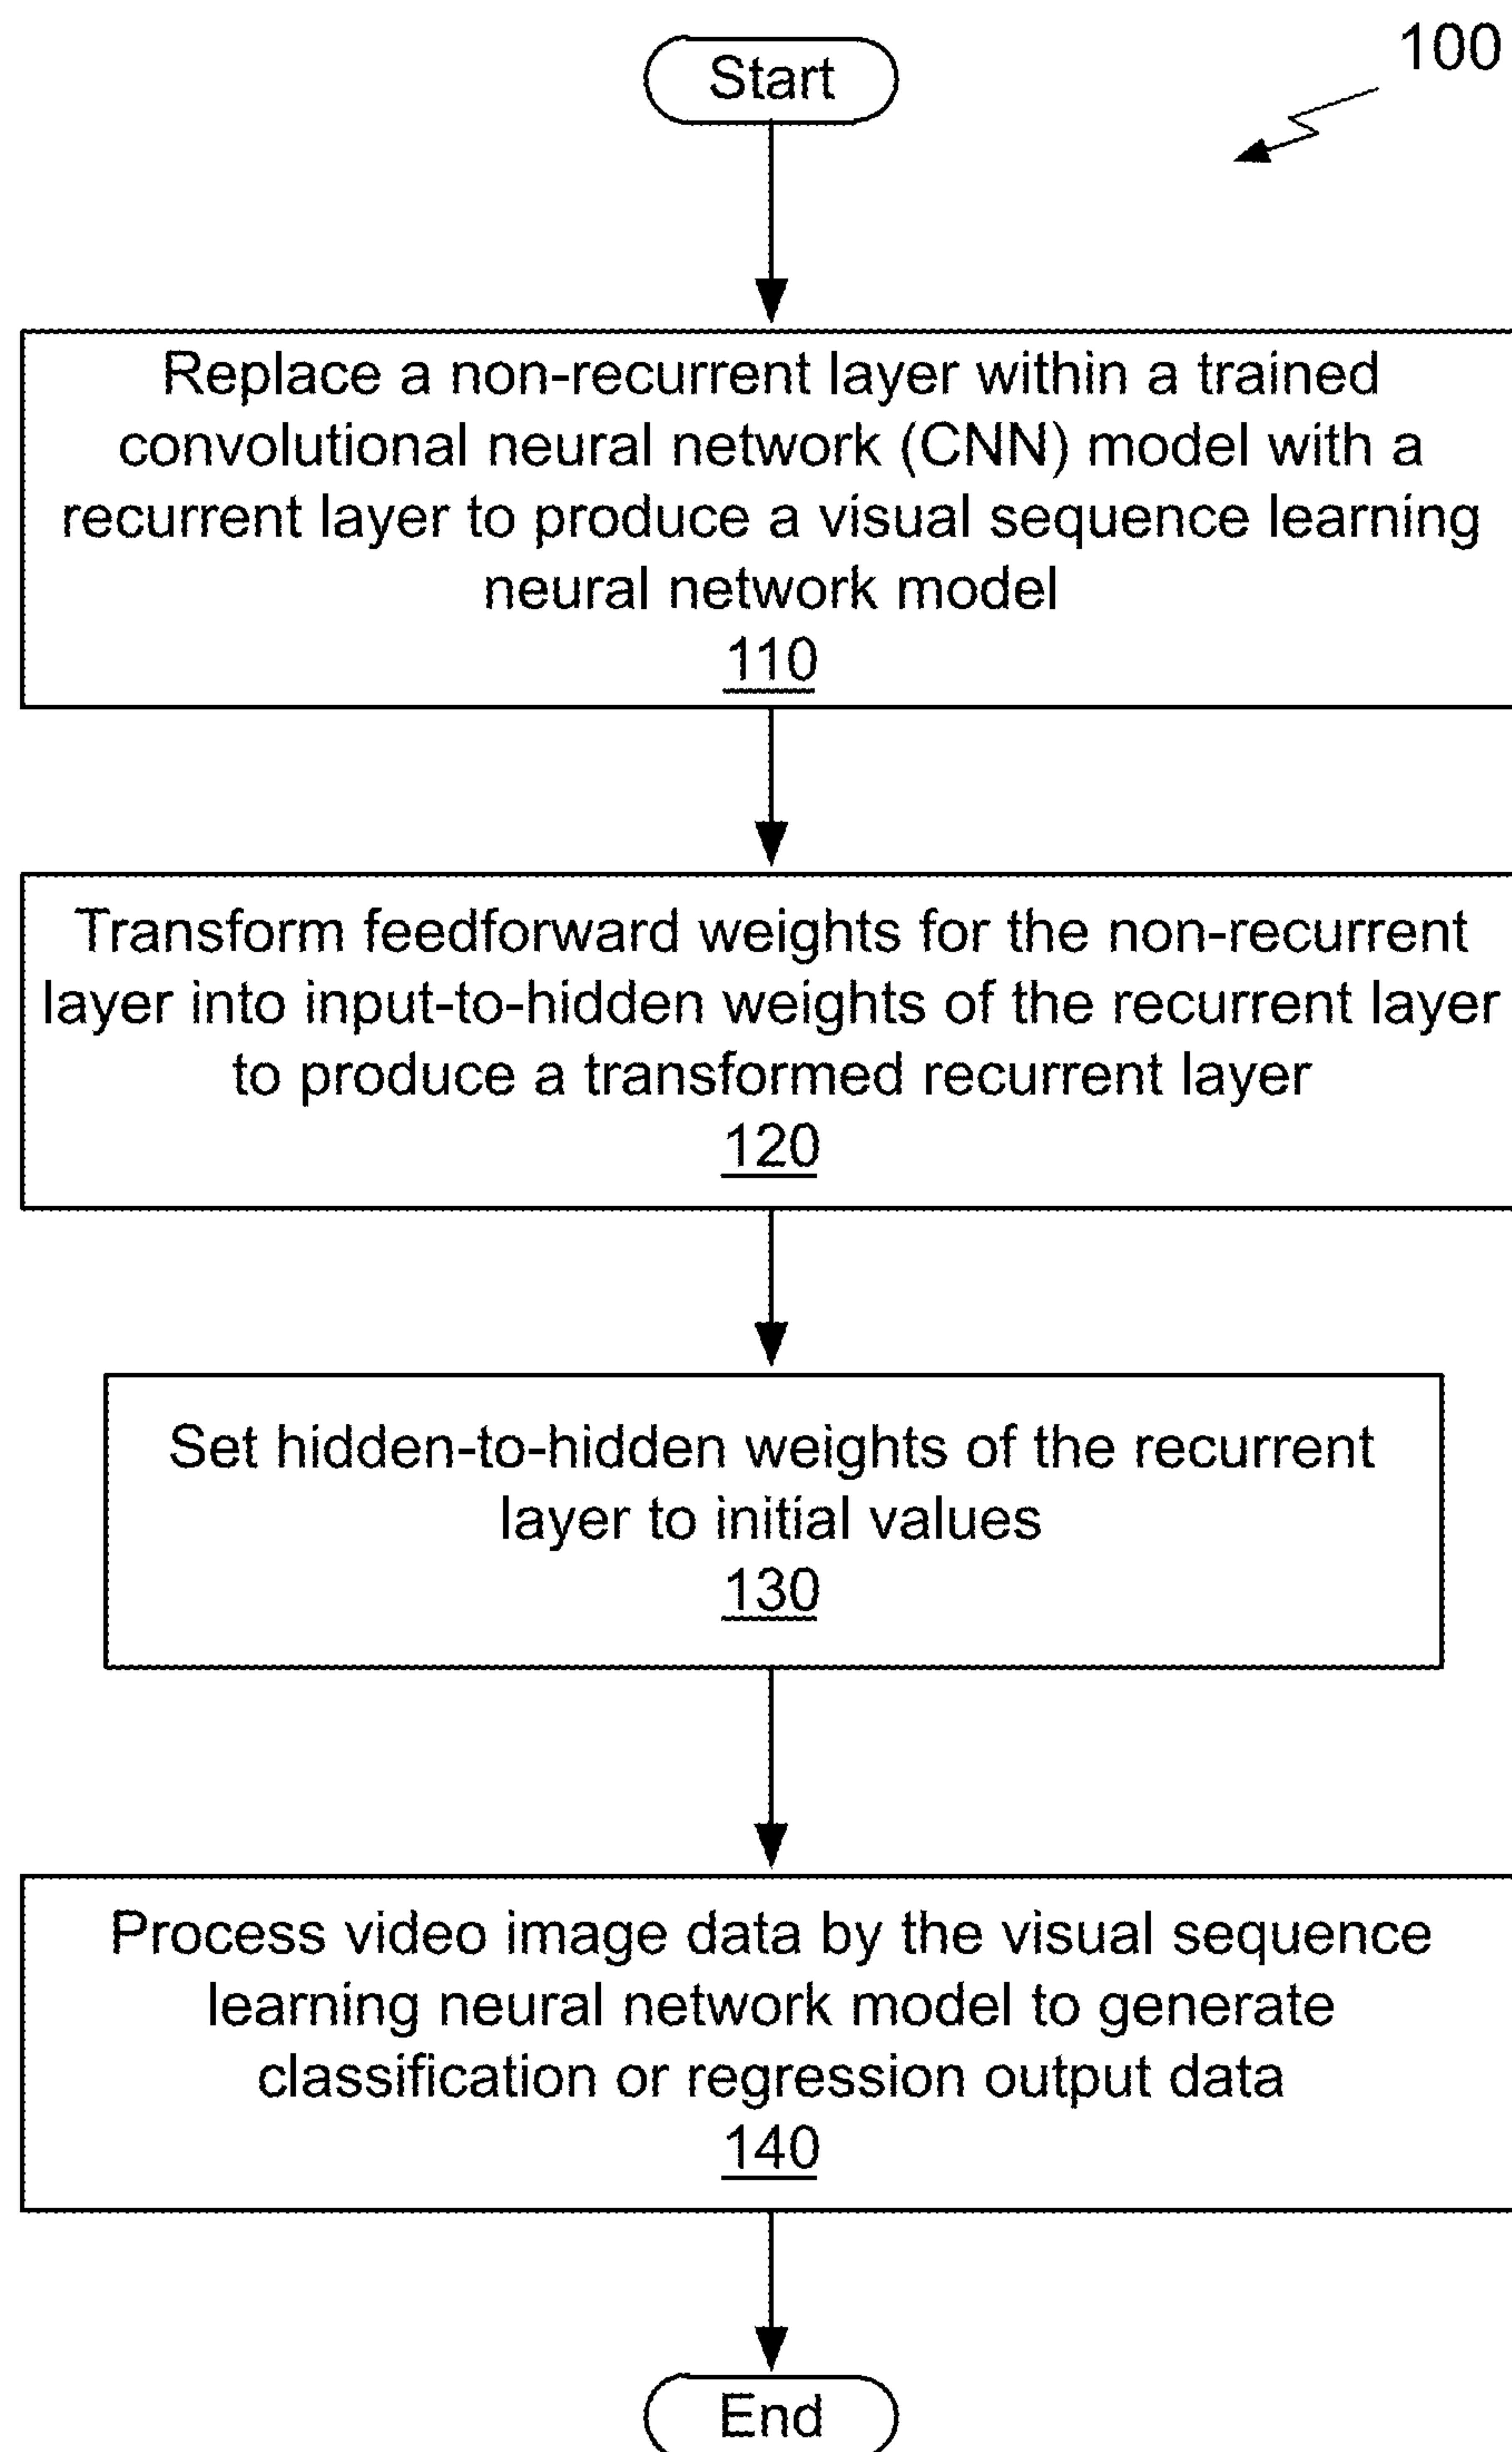 100
Start
Replace a non-recurrent layer within a trained
convolutional neural network (CNN) model with a
recurrent layer to produce a visual sequence learning
neural network model
110
Transform feedforward weights for the non-recurrent
layer into input-to-hidden weights of the recurrent layer
to produce a transformed recurrent layer
120
Set hidden-to-hidden weights of the recurrent
layer to initial values
130
Process video image data by the visual sequence
learning neural network model to generate
classification or regression output data
140
End